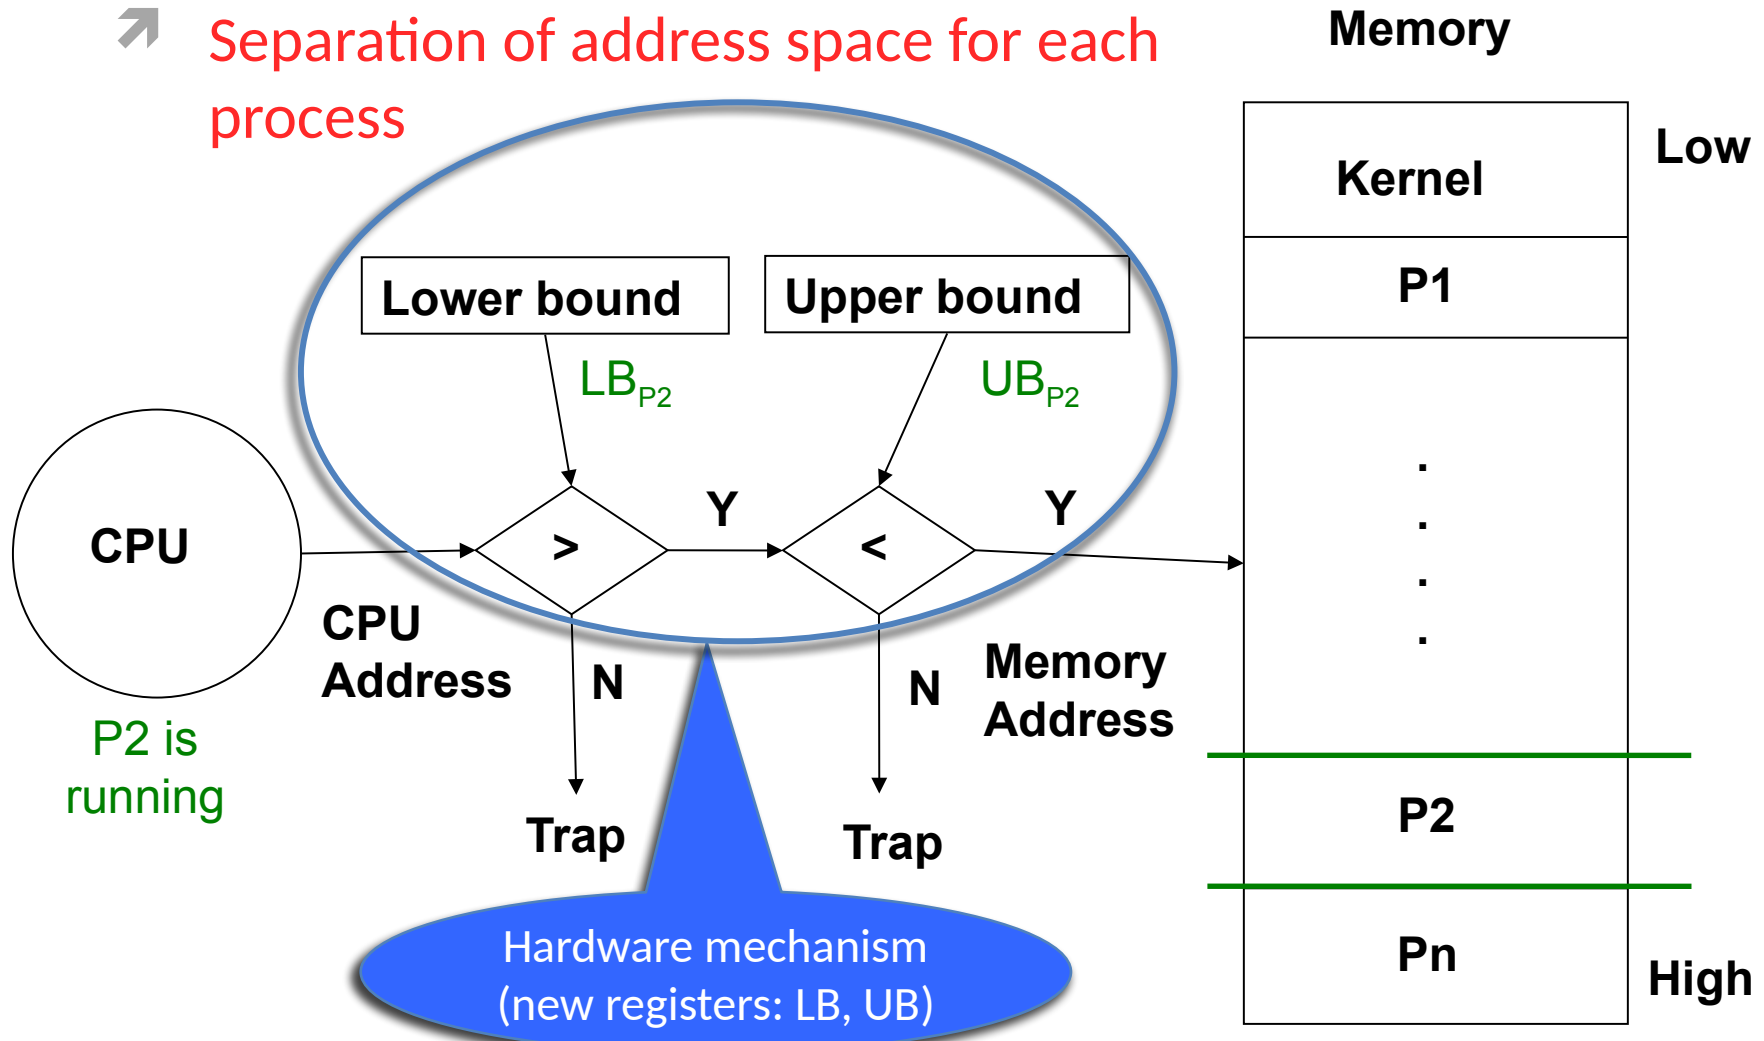 Separation of address space for each
process
Memory
Low
Kernel
P1
Lower bound
Upper bound
LBP2
UBP2
.
.
.
.
CPU
>
Y
<
Y
CPU
Address
N
N
Memory
Address
P2 is
running
Trap
Trap
P2
Pn
High
Hardware mechanism
(new registers: LB, UB)